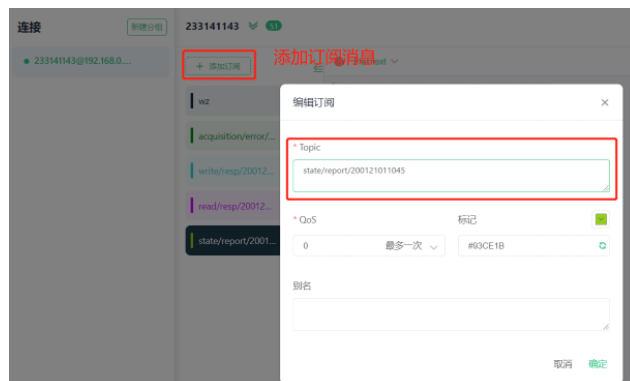 连接
新建分组
233141143
51
233141143@192.168.0....
+ 添加订阅
添加订阅消息
wz
acquisition/error/...
write/resp/20012...
read/resp/20012...
state/report/2001...
编辑订阅
* Topic
state/report/200121011045
* QoS
标记
0
最多一次
#93CE1B
别名
取消
确定